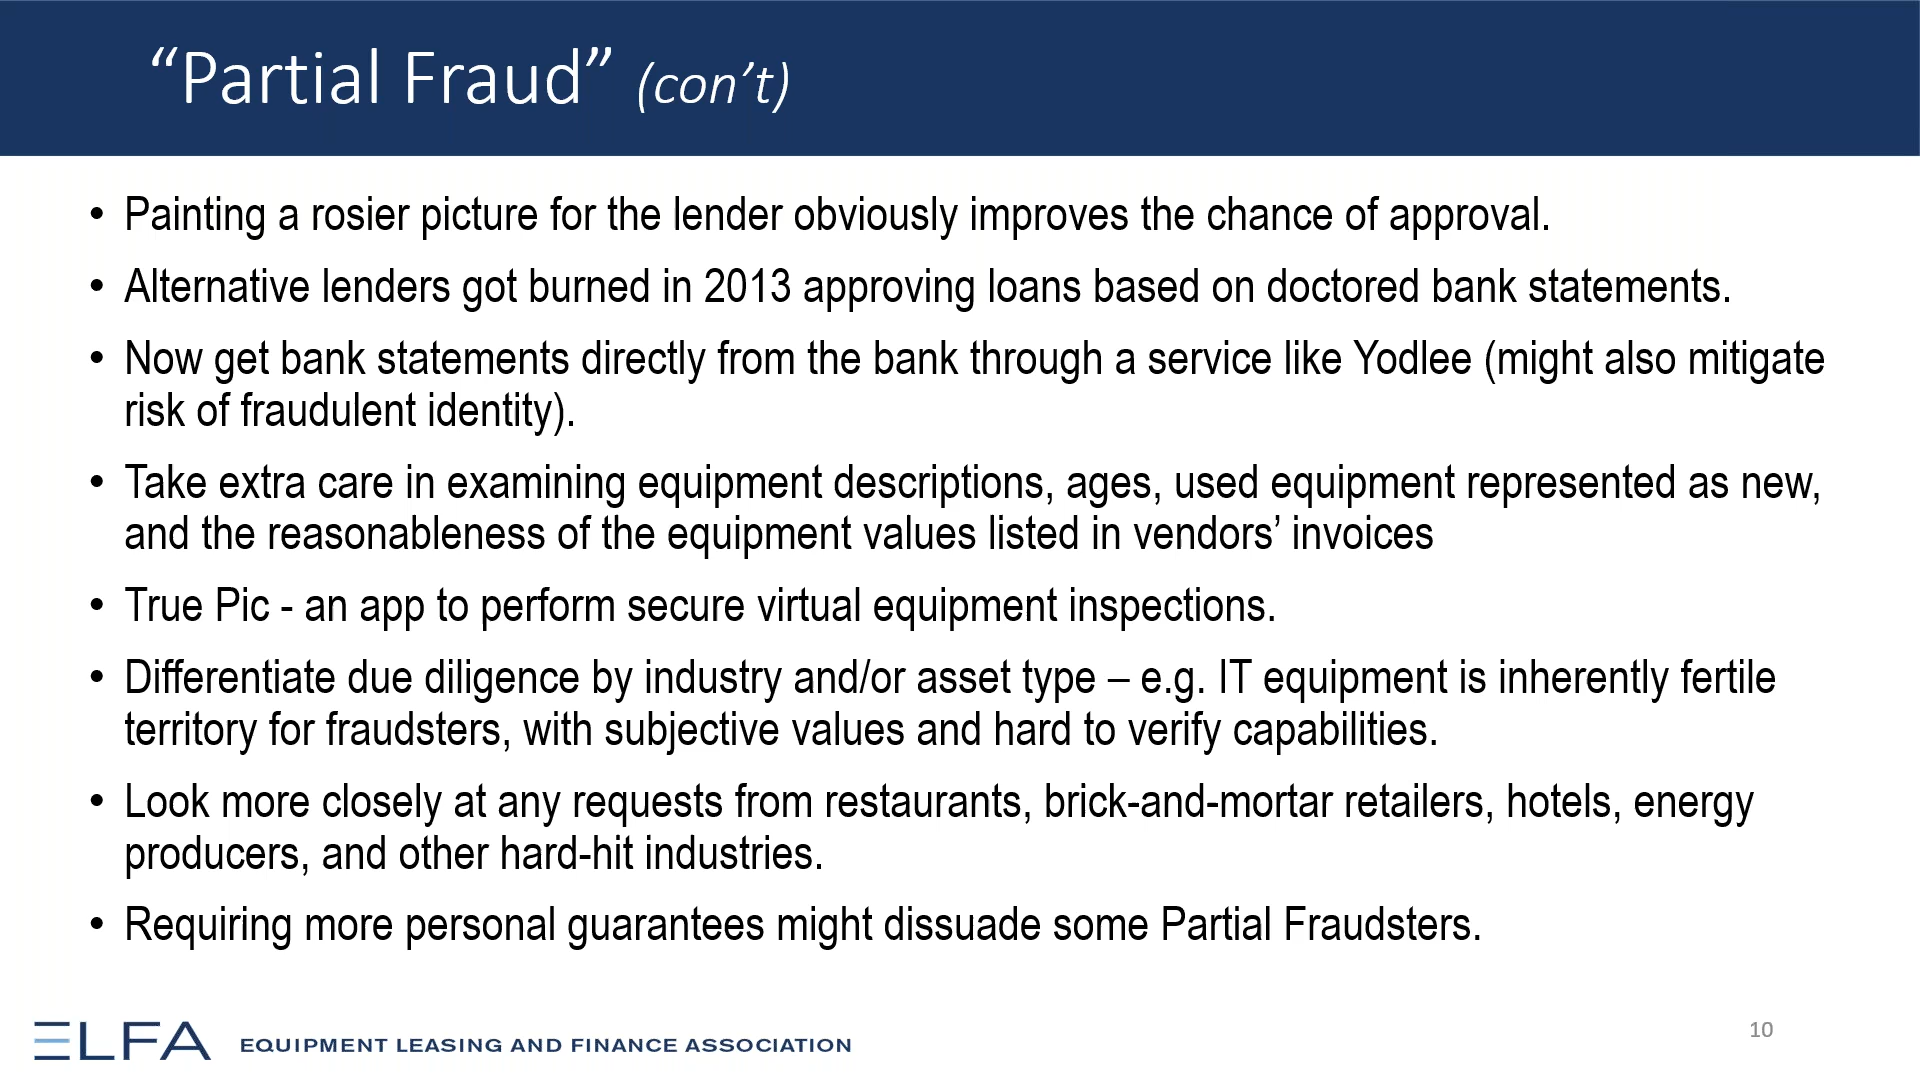 “Partial Fraud” (con’t)
• Painting a rosier picture for the lender obviously improves the chance of approval.
• Alternative lenders got burned in 2013 approving loans based on doctored bank statements.
• Now get bank statements directly from the bank through a service like Yodlee (might also mitigate
risk of fraudulent identity).
• Take extra care in examining equipment descriptions, ages, used equipment represented as new,
and the reasonableness of the equipment values listed in vendors’ invoices
• True Pic - an app to perform secure virtual equipment inspections.
• Differentiate due diligence by industry and/or asset type – e.g. IT equipment is inherently fertile
territory for fraudsters, with subjective values and hard to verify capabilities.
• Look more closely at any requests from restaurants, brick-and-mortar retailers, hotels, energy
producers, and other hard-hit industries.
• Requiring more personal guarantees might dissuade some Partial Fraudsters.
ELFA EQUIPMENT LEASING AND FINANCE ASSOCIATION
10